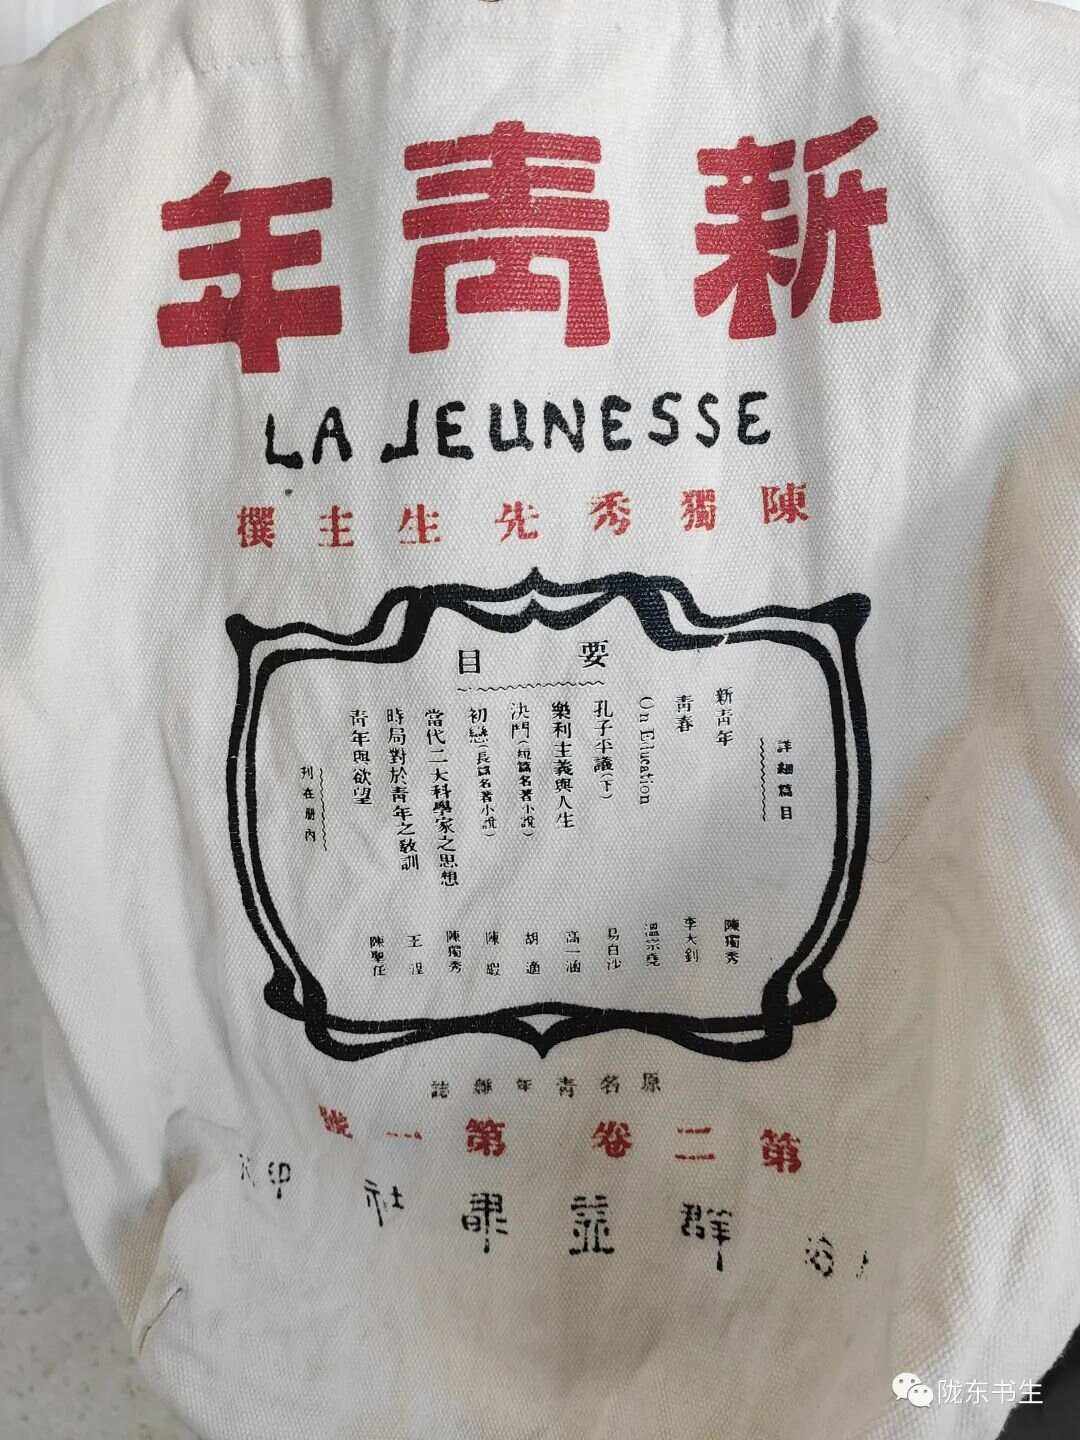 新青年
LA JEUNESSE
陳獨秀先生主撰
要目
詳細篇目
新青年 陳獨秀
青春 李大釗
On Education 溫宗堯
孔子平議(下) 易白沙
樂利主義與人生 高一涵
決鬥(短篇名著小說) 胡適
初戀(長篇名著小說) 陳嘏
當代二大科學家之思想 陳獨秀
時局對於青年之教訓 王涅
青年與欲望 陳聖任
列在册內
原名青年雜誌
第二卷第一號
群益書社印
陇东书生